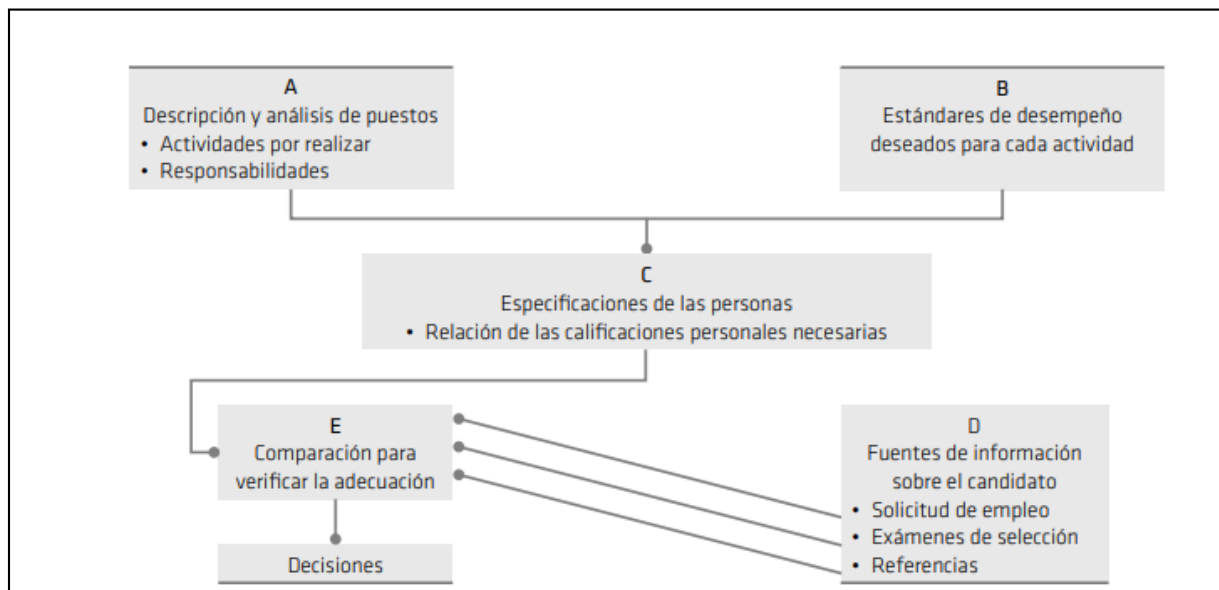 A
Descripción y análisis de puestos
• Actividades por realizar
• Responsabilidades
B
Estándares de desempeño
deseados para cada actividad
C
Especificaciones de las personas
• Relación de las calificaciones personales necesarias
E
Comparación para
verificar la adecuación
D
Fuentes de información
sobre el candidato
• Solicitud de empleo
• Exámenes de selección
• Referencias
Decisiones